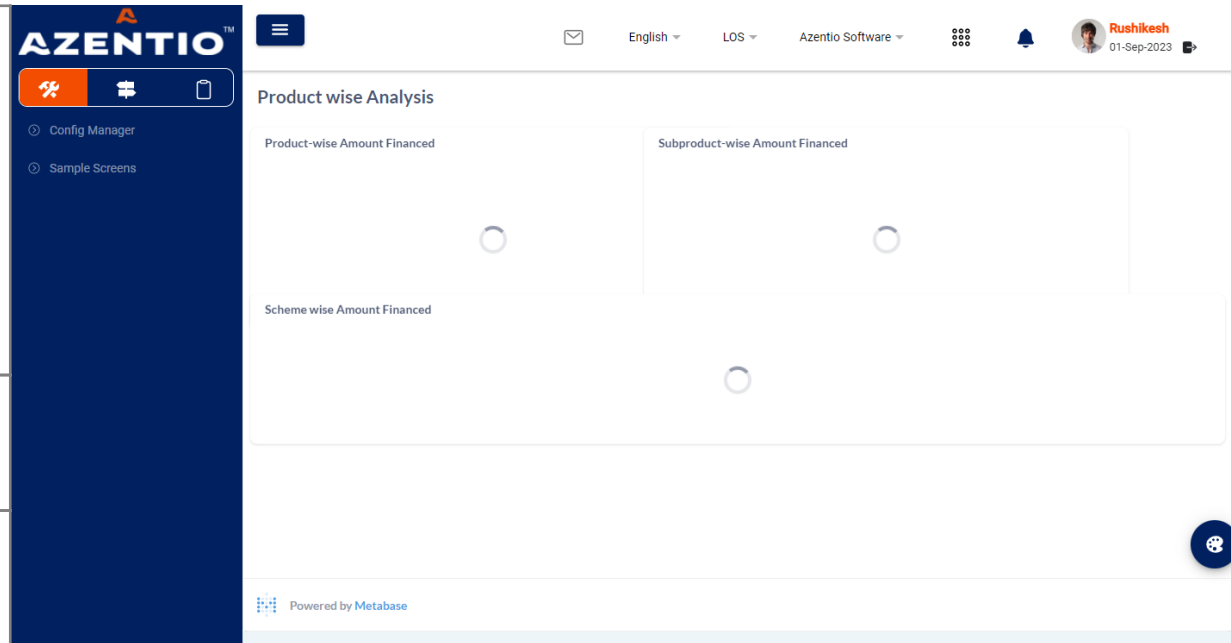 AZENTIO™
English
LOS
Azentio Software
Rushikesh
01-Sep-2023
Config Manager
Sample Screens
Product wise Analysis
Product-wise Amount Financed
Subproduct-wise Amount Financed
Scheme wise Amount Financed
Powered by Metabase